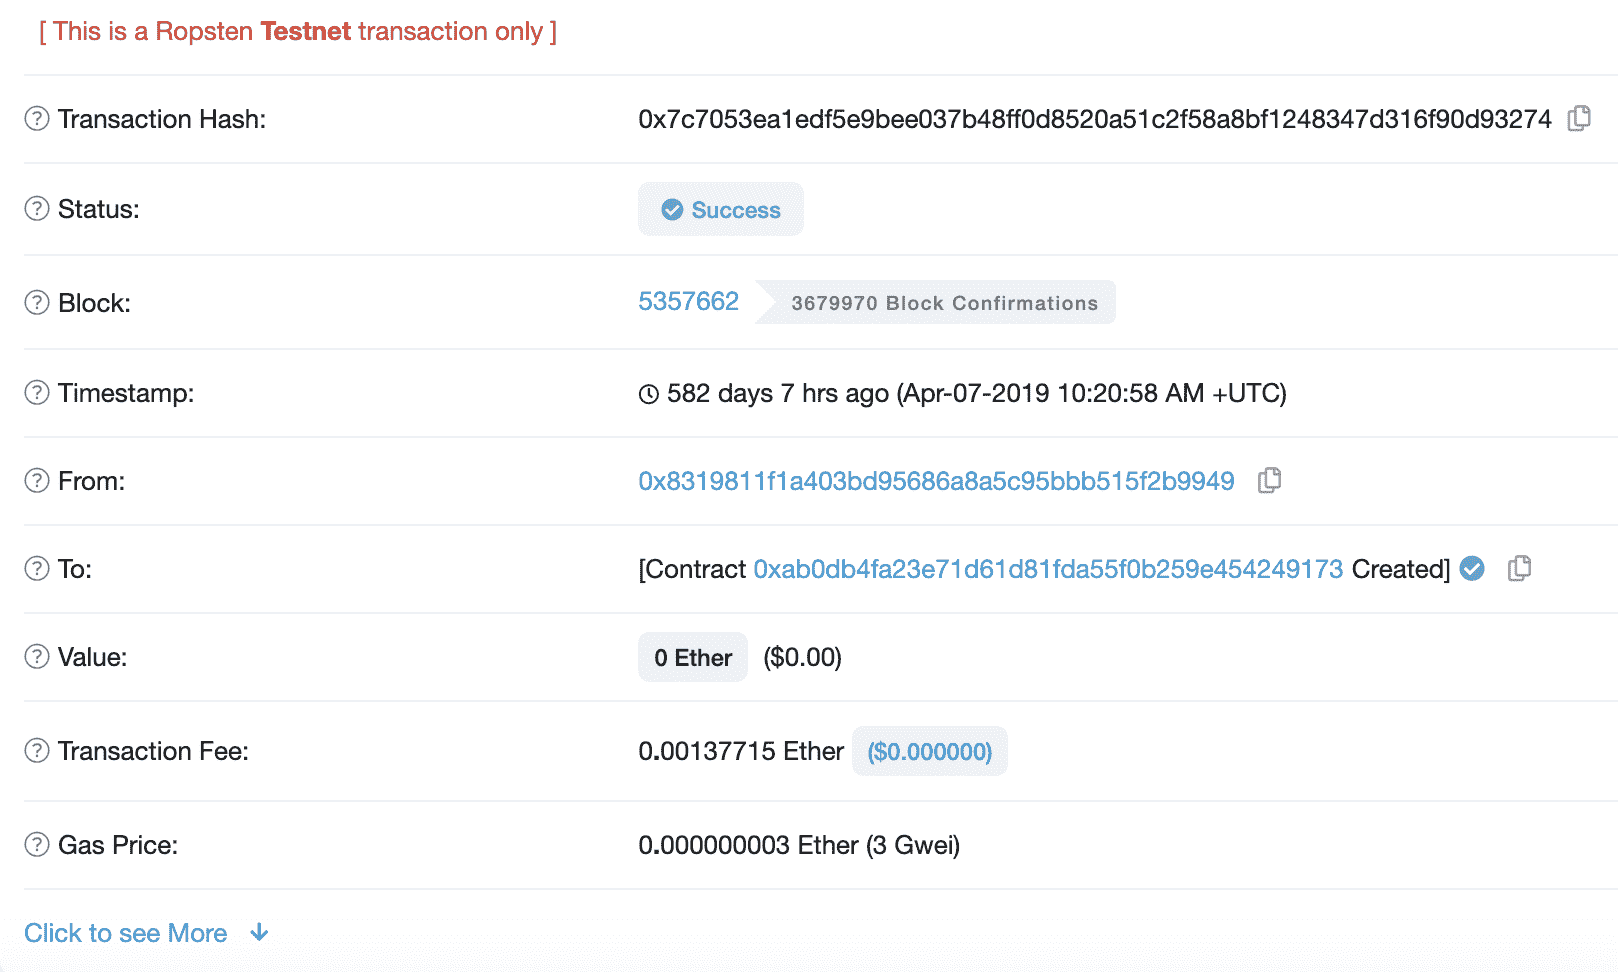 [ This is a Ropsten Testnet transaction only ]
Transaction Hash: 0x7c7053ea1edf5e9bee037b48ff0d8520a51c2f58a8bf1248347d316f90d93274
Status: Success
Block: 5357662 3679970 Block Confirmations
Timestamp: 582 days 7 hrs ago (Apr-07-2019 10:20:58 AM +UTC)
From: 0x8319811f1a403bd95686a8a5c95bbb515f2b9949
To: [Contract 0xab0db4fa23e71d61d81fda55f0b259e454249173 Created]
Value: 0 Ether ($0.00)
Transaction Fee: 0.00137715 Ether ($0.000000)
Gas Price: 0.000000003 Ether (3 Gwei)
Click to see More